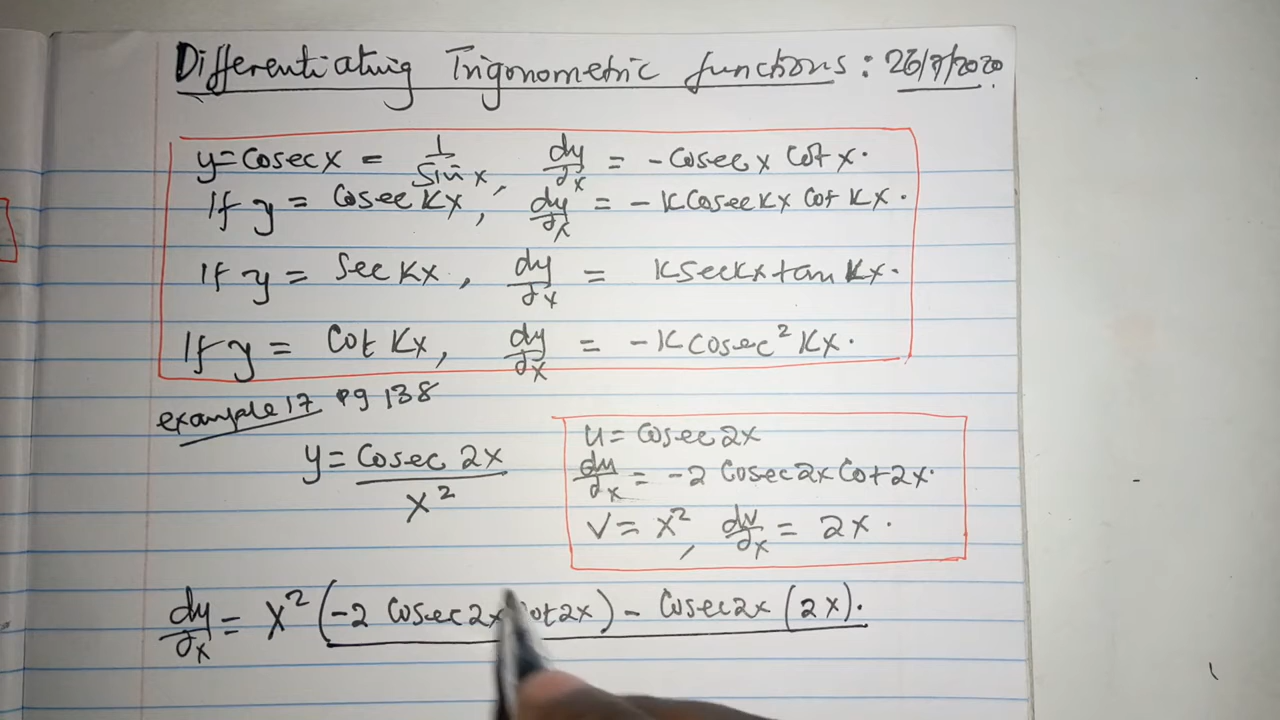 Differentiating Trigonometric functions : 26/7/2020
y=Cosec x = 1/Sin x, dy/dx = -Cosec x Cot x.
If y = Cosec Kx, dy/dx = - K Cosec Kx Cot Kx.
If y = Sec Kx, dy/dx = K Sec Kx tan Kx.
If y = Cot Kx, dy/dx = -K Cosec² Kx.
example 17 pg 138
y = Cosec 2x / x²
u = Cosec 2x
du/dx = -2 Cosec 2x Cot 2x.
V = x², dv/dx = 2x.
dy/dx = x² (-2 Cosec 2x Cot 2x) - Cosec 2x (2x).